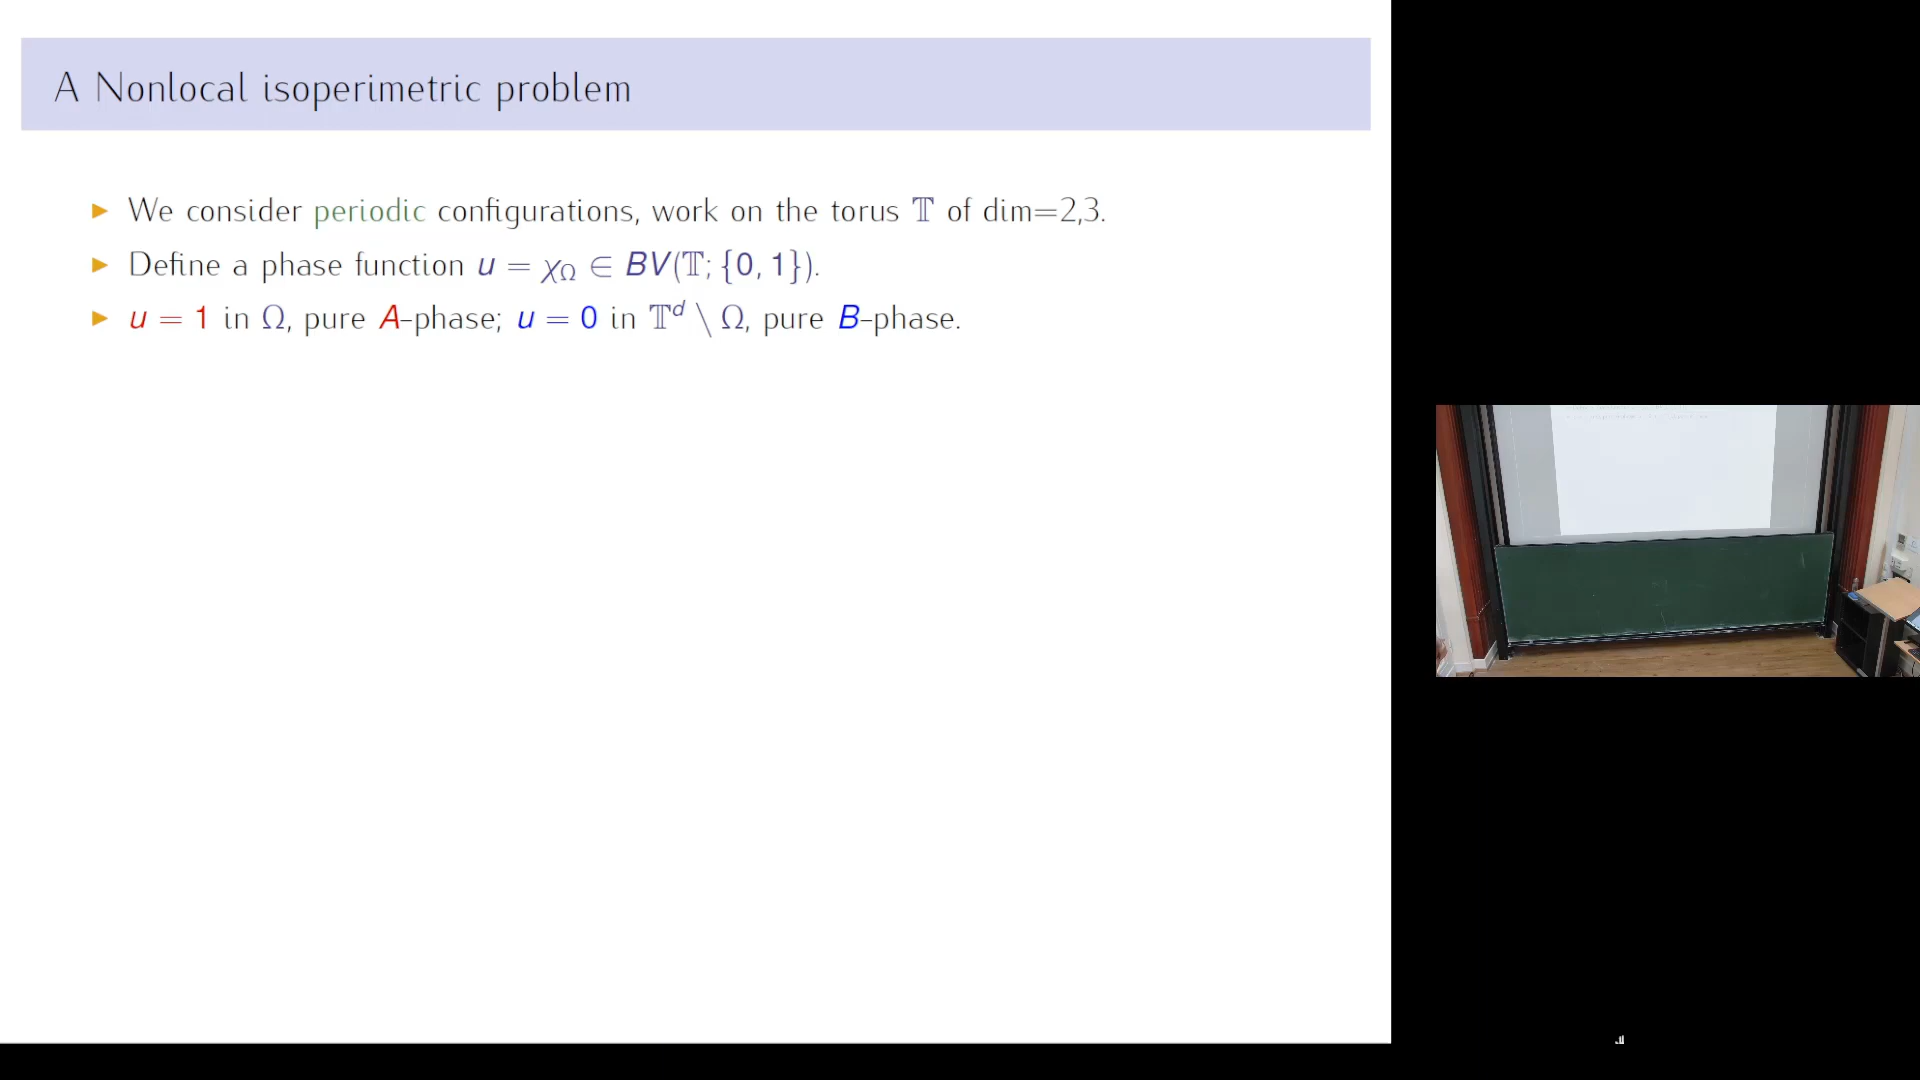 A Nonlocal isoperimetric problem
► We consider periodic configurations, work on the torus 𝕋 of dim=2,3.
► Define a phase function u = χ_Ω ∈ BV(𝕋; {0, 1}).
► u = 1 in Ω, pure A-phase; u = 0 in 𝕋^d \ Ω, pure B-phase.